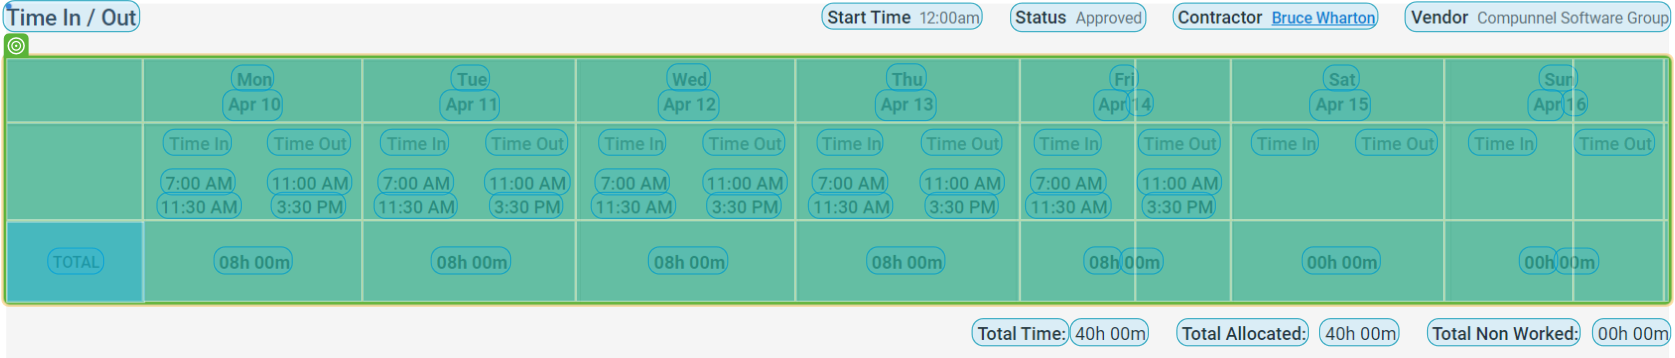 Time In / Out Start Time 12:00am Status Approved Contractor Bruce Wharton Vendor Compunnel Software Group
Mon Tue Wed Thu Fri Sat Sun
Apr 10 Apr 11 Apr 12 Apr 13 Apr 14 Apr 15 Apr 16
Time In Time Out Time In Time Out Time In Time Out Time In Time Out Time In Time Out Time In Time Out Time In Time Out
7:00 AM 11:00 AM 7:00 AM 11:00 AM 7:00 AM 11:00 AM 7:00 AM 11:00 AM 7:00 AM 11:00 AM
11:30 AM 3:30 PM 11:30 AM 3:30 PM 11:30 AM 3:30 PM 11:30 AM 3:30 PM 11:30 AM 3:30 PM
TOTAL 08h 00m 08h 00m 08h 00m 08h 00m 08h 00m 00h 00m 00h 00m
Total Time: 40h 00m Total Allocated: 40h 00m Total Non Worked: 00h 00m